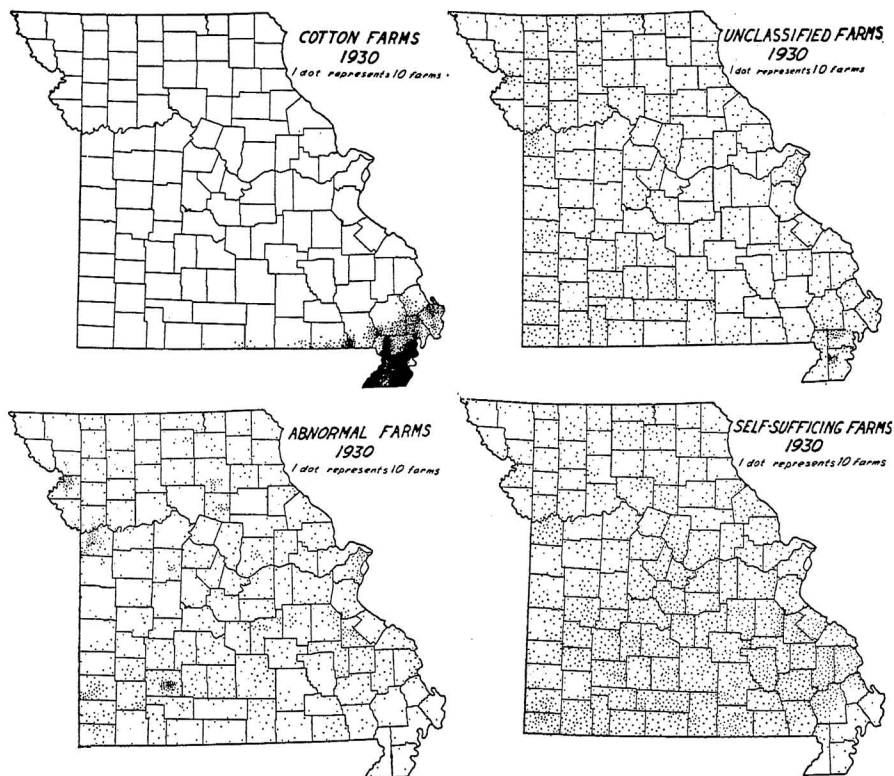 COTTON FARMS
1930
1 dot represents 10 farms.
UNCLASSIFIED FARMS
1930
1 dot represents 10 farms
ABNORMAL FARMS
1930
1 dot represents 10 farms
SELF-SUFFICING FARMS
1930
1 dot represents 10 farms